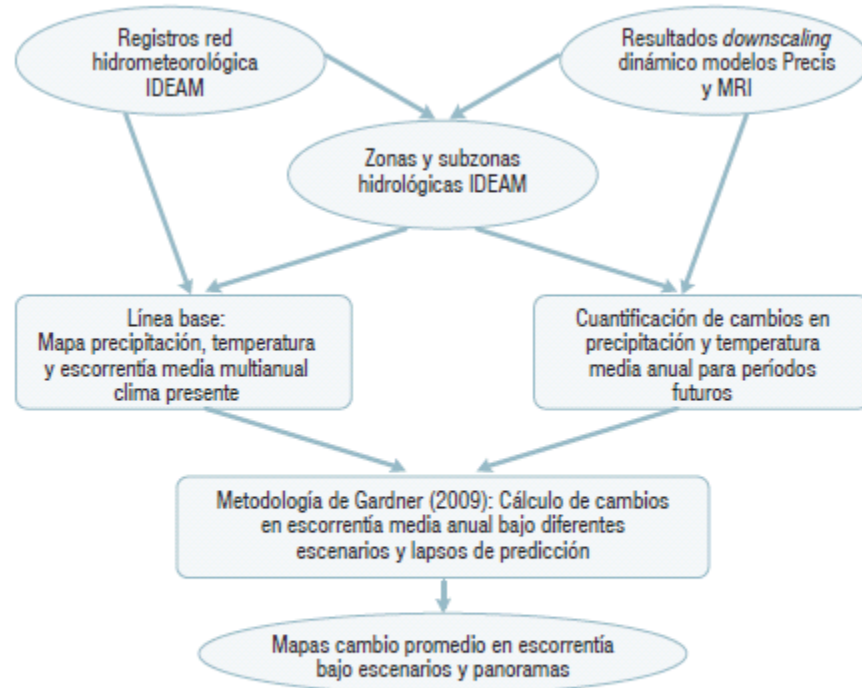 Registros red
hidrometeorológica
IDEAM
Resultados downscaling
dinámico modelos Precis
y MRI
Zonas y subzonas
hidrológicas IDEAM
Línea base:
Mapa precipitación, temperatura
y escorrentía media multianual
clima presente
Cuantificación de cambios en
precipitación y temperatura
media anual para períodos
futuros
Metodología de Gardner (2009): Cálculo de cambios
en escorrentía media anual bajo diferentes
escenarios y lapsos de predicción
Mapas cambio promedio en escorrentía
bajo escenarios y panoramas